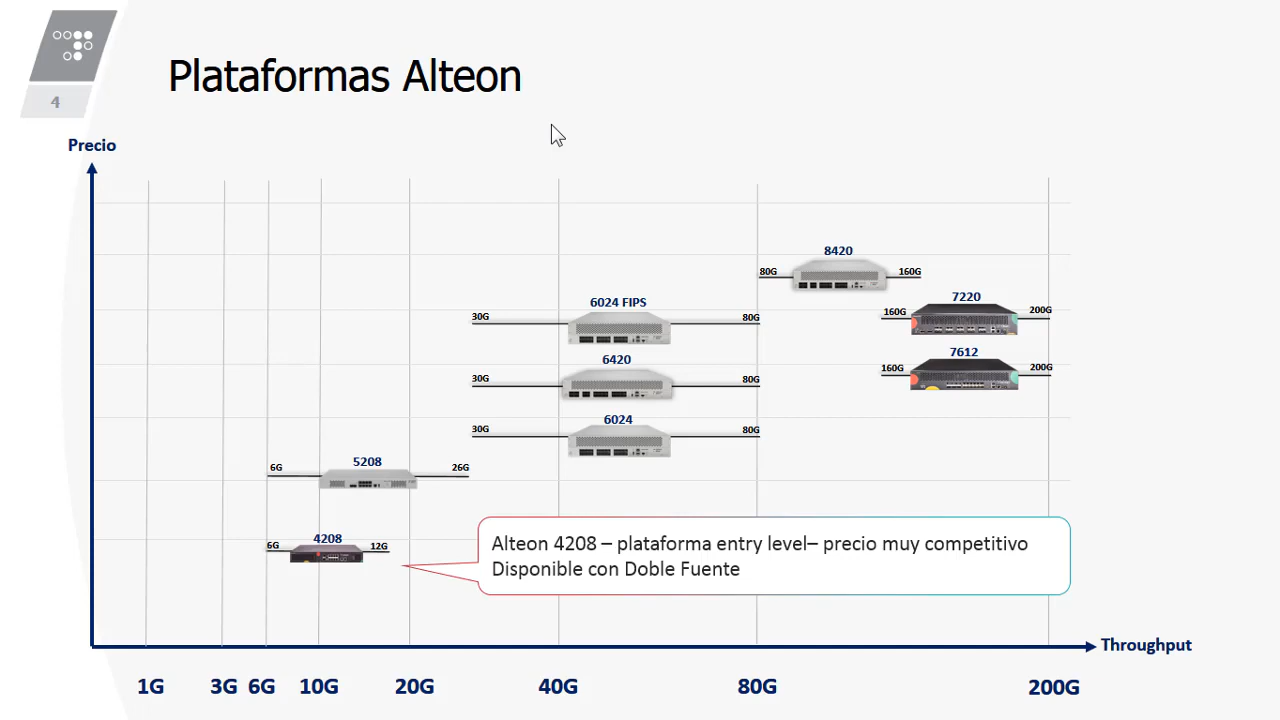 Plataformas Alteon
4
Precio
8420
80G
160G
7220
160G
200G
6024 FIPS
30G
80G
7612
160G
200G
6420
30G
80G
6024
30G
80G
5208
6G
26G
4208
6G
12G
Alteon 4208 – plataforma entry level– precio muy competitivo
Disponible con Doble Fuente
Throughput
1G
3G
6G
10G
20G
40G
80G
200G